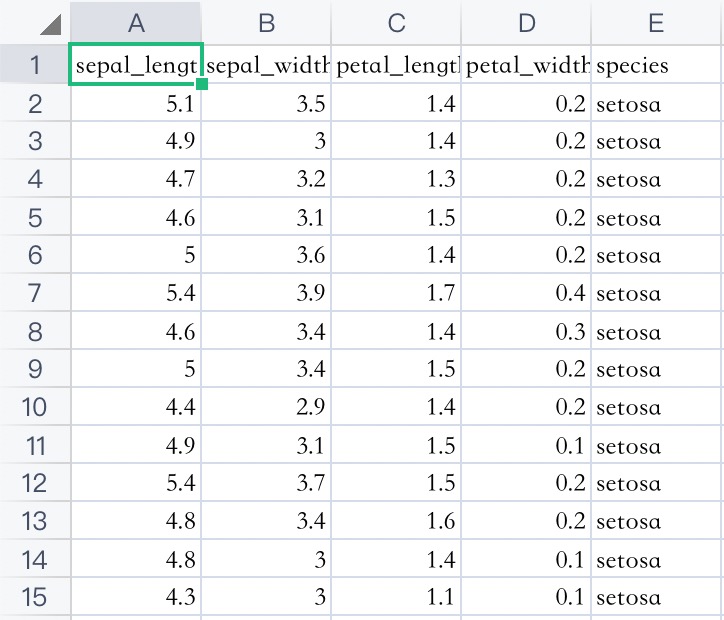 A B C D E
1 sepal_lengt sepal_width petal_lengtl petal_width species
2 5.1 3.5 1.4 0.2 setosa
3 4.9 3 1.4 0.2 setosa
4 4.7 3.2 1.3 0.2 setosa
5 4.6 3.1 1.5 0.2 setosa
6 5 3.6 1.4 0.2 setosa
7 5.4 3.9 1.7 0.4 setosa
8 4.6 3.4 1.4 0.3 setosa
9 5 3.4 1.5 0.2 setosa
10 4.4 2.9 1.4 0.2 setosa
11 4.9 3.1 1.5 0.1 setosa
12 5.4 3.7 1.5 0.2 setosa
13 4.8 3.4 1.6 0.2 setosa
14 4.8 3 1.4 0.1 setosa
15 4.3 3 1.1 0.1 setosa